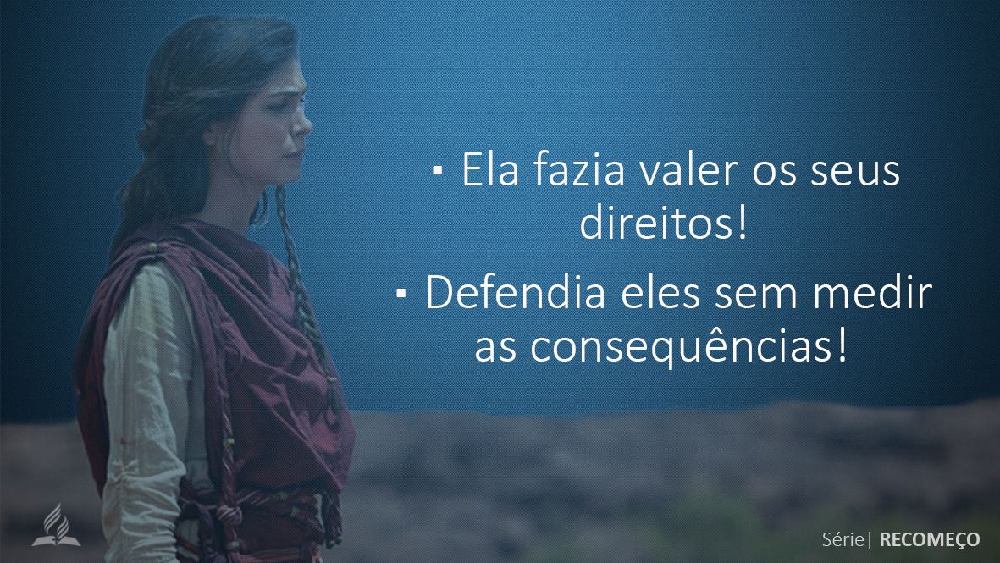 ▪ Ela fazia valer os seus
direitos!
▪ Defendia eles sem medir
as consequências!
Série| RECOMEÇO